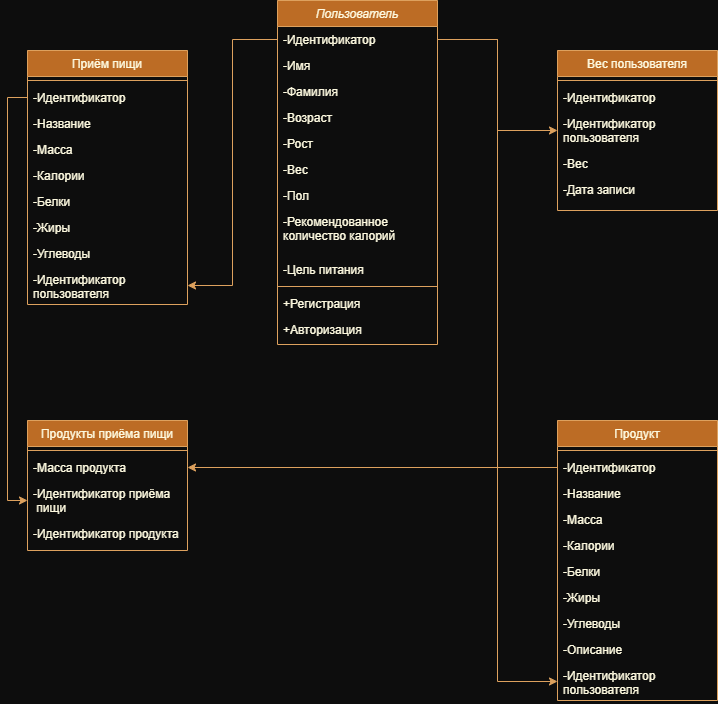 Пользователь
-Идентификатор
-Имя
-Фамилия
-Возраст
-Рост
-Вес
-Пол
-Рекомендованное
количество калорий
-Цель питания
+Регистрация
+Авторизация
Приём пищи
-Идентификатор
-Название
-Масса
-Калории
-Белки
-Жиры
-Углеводы
-Идентификатор
пользователя
Вес пользователя
-Идентификатор
-Идентификатор
пользователя
-Вес
-Дата записи
Продукты приёма пищи
-Масса продукта
-Идентификатор приёма
пищи
-Идентификатор продукта
Продукт
-Идентификатор
-Название
-Масса
-Калории
-Белки
-Жиры
-Углеводы
-Описание
-Идентификатор
пользователя